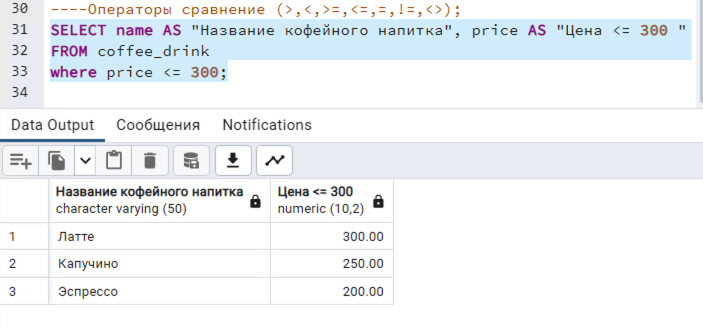 30 ----Операторы сравнение (>,<,>=,<=,=,!=,<>);
31 SELECT name AS "Название кофейного напитка", price AS "Цена <= 300 "
32 FROM coffee_drink
33 where price <= 300;
34
Data Output Сообщения Notifications
Название кофейного напитка Цена <= 300
character varying (50) numeric (10,2)
1 Латте 300.00
2 Капучино 250.00
3 Эспрессо 200.00